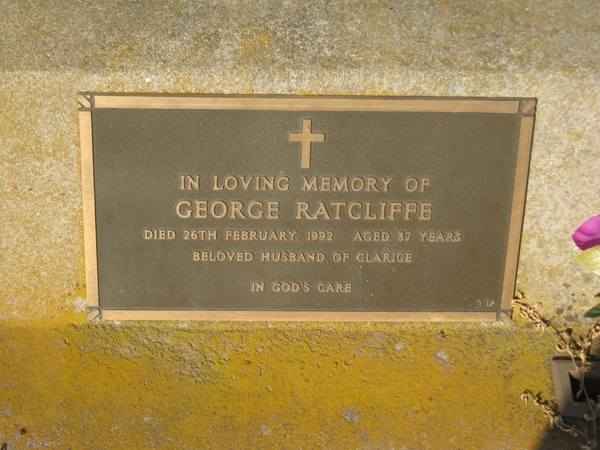 IN LOVING MEMORY OF
GEORGE RATCLIFFE
DIED 26TH FEBRUARY, 1992 AGED 87 YEARS
BELOVED HUSBAND OF CLARICE
IN GOD'S CARE